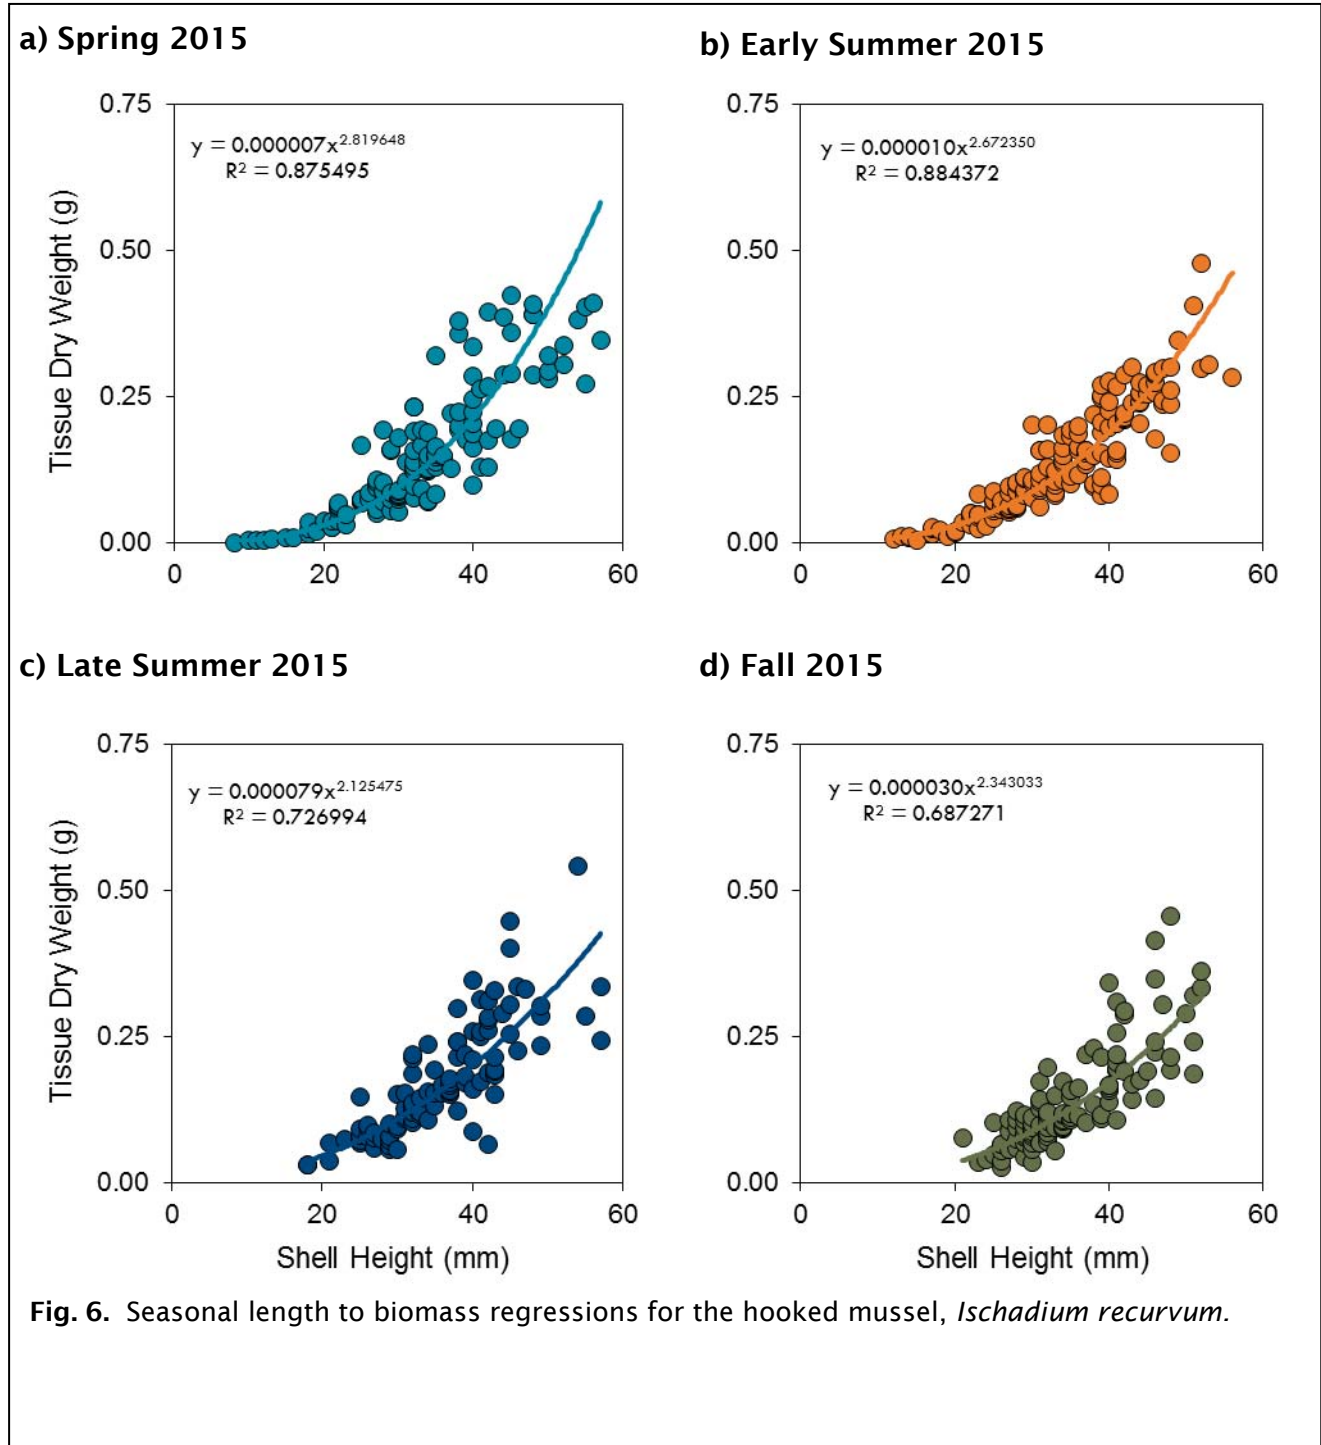 a) Spring 2015
b) Early Summer 2015
0.75
0.50
0.25
0.00
0
20
40
60
Tissue Dry Weight (g)
y = 0.000007x^2.819648
R² = 0.875495
0.75
0.50
0.25
0.00
0
20
40
60
y = 0.000010x^2.672350
R² = 0.884372
c) Late Summer 2015
d) Fall 2015
0.75
0.50
0.25
0.00
0
20
40
60
Tissue Dry Weight (g)
Shell Height (mm)
y = 0.000079x^2.125475
R² = 0.726994
0.75
0.50
0.25
0.00
0
20
40
60
Shell Height (mm)
y = 0.000030x^2.343033
R² = 0.687271
Fig. 6. Seasonal length to biomass regressions for the hooked mussel, Ischadium recurvum.